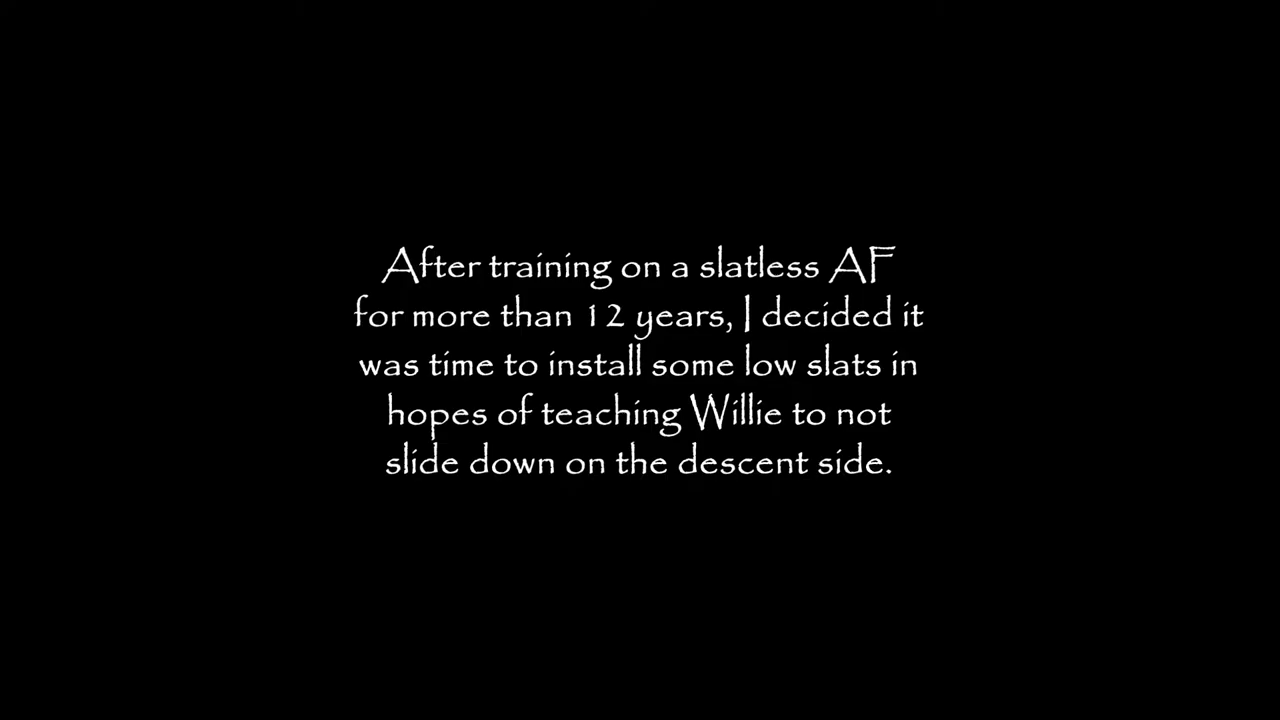 After training on a slatless AF
for more than 12 years, I decided it
was time to install some low slats in
hopes of teaching Willie to not
slide down on the descent side.